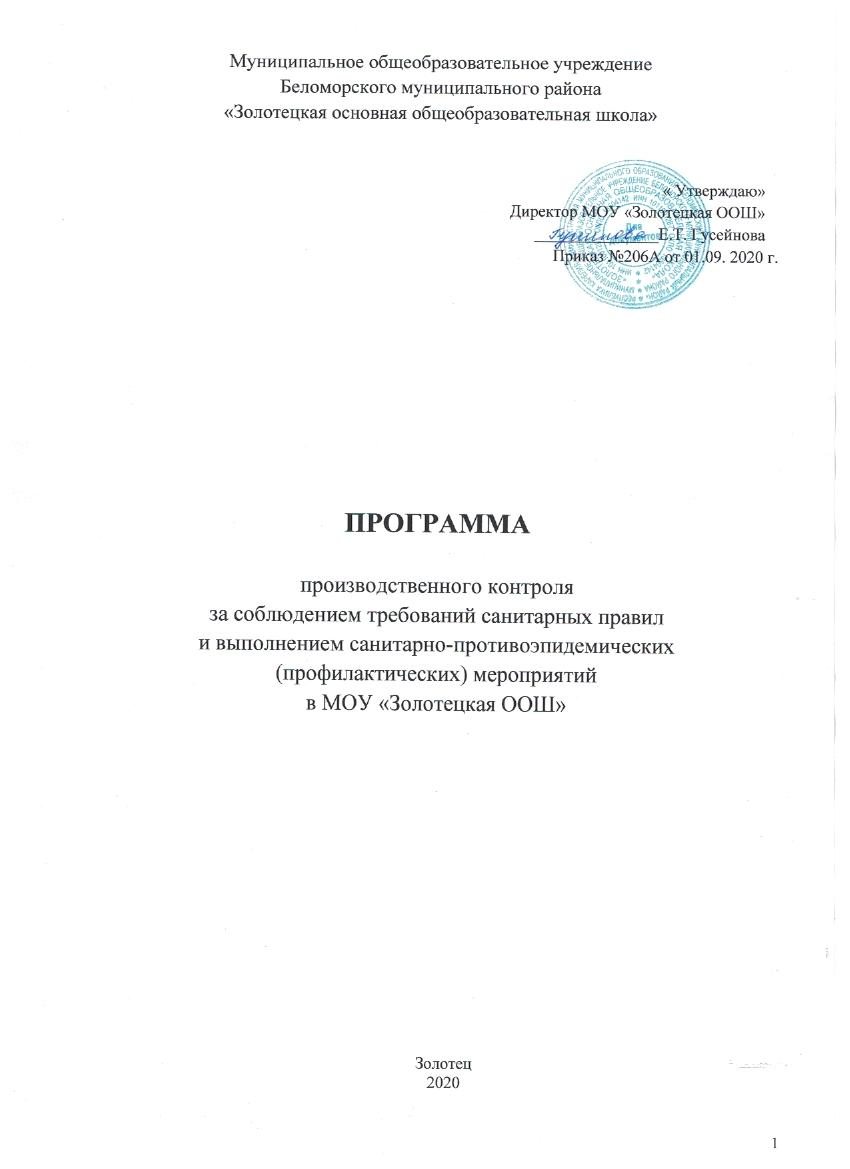 Муниципальное общеобразовательное учреждение
Беломорского муниципального района
«Золотецкая основная общеобразовательная школа»
« Утверждаю»
Директор МОУ «Золотецкая ООШ»
Е.Т. Гусейнова
Приказ №206А от 01.09. 2020 г.
Для документов
ПРОГРАММА
производственного контроля
за соблюдением требований санитарных правил
и выполнением санитарно-противоэпидемических
(профилактических) мероприятий
в МОУ «Золотецкая ООШ»
Золотец
2020
1